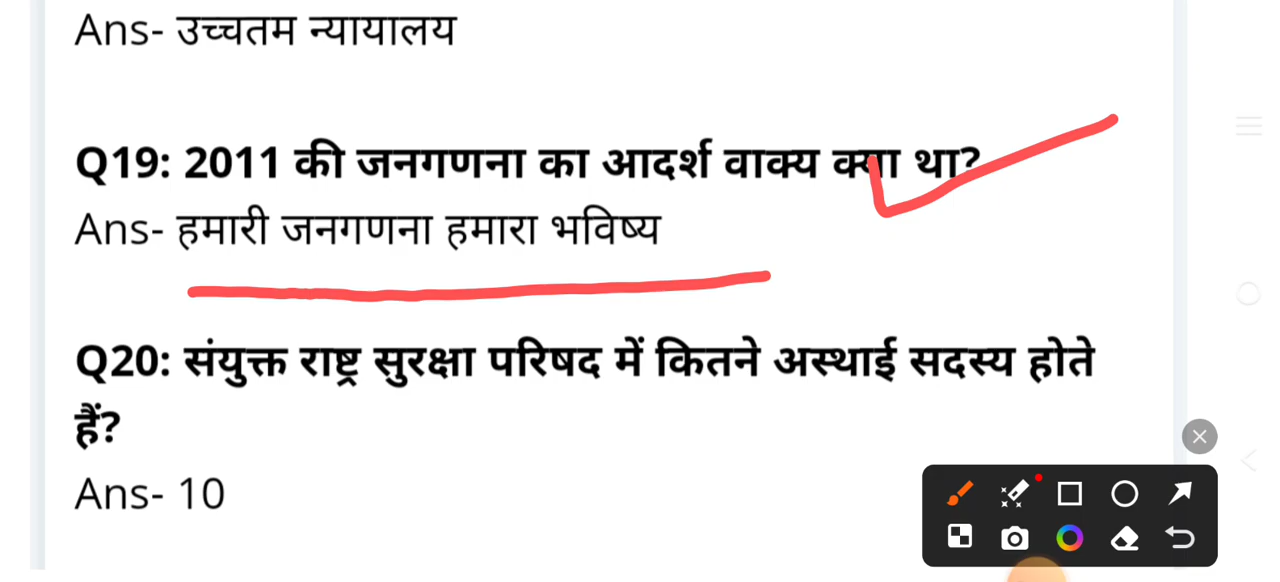 Ans- उच्चतम न्यायालय
Q19: 2011 की जनगणना का आदर्श वाक्य क्या था?
Ans- हमारी जनगणना हमारा भविष्य
Q20: संयुक्त राष्ट्र सुरक्षा परिषद में कितने अस्थाई सदस्य होते
हैं?
Ans- 10